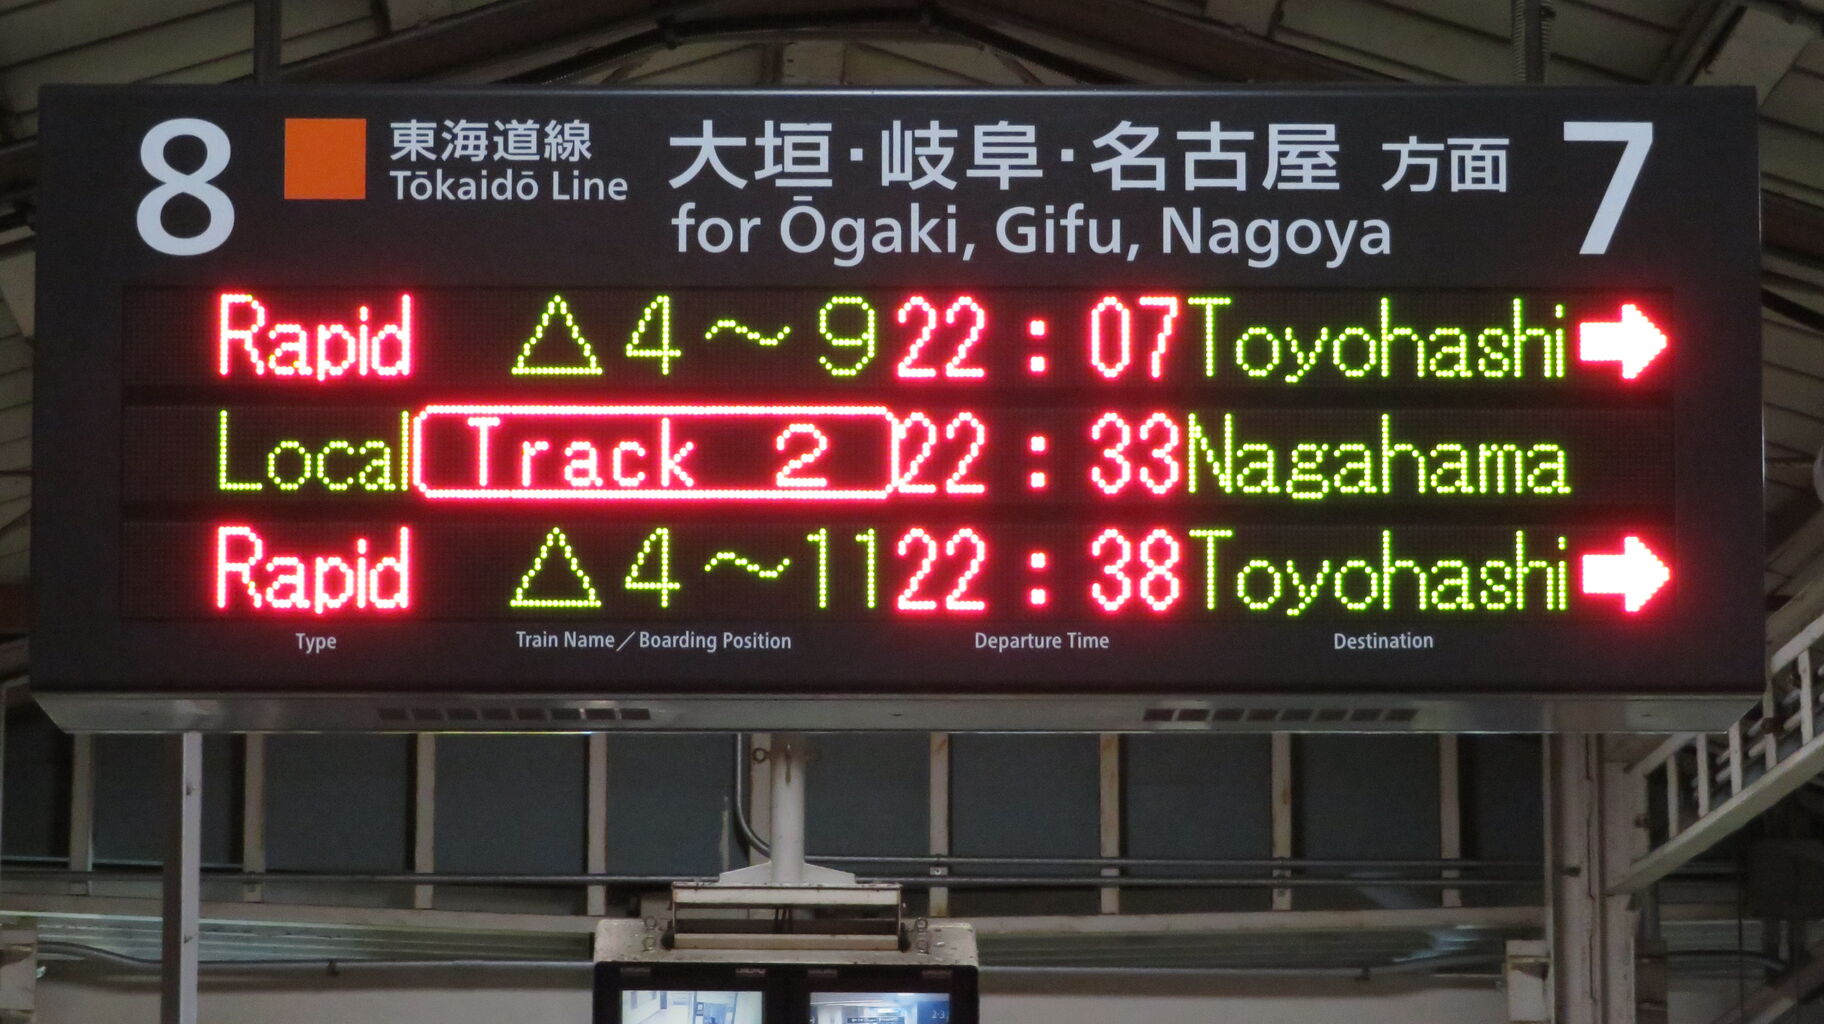 8 東海道線 大垣・岐阜・名古屋 方面 7
Tōkaidō Line for Ōgaki, Gifu, Nagoya
Rapid △4～9 22:07 Toyohashi ➡
Local Track 2 22:33 Nagahama
Rapid △4～11 22:38 Toyohashi ➡
Type Train Name／Boarding Position Departure Time Destination